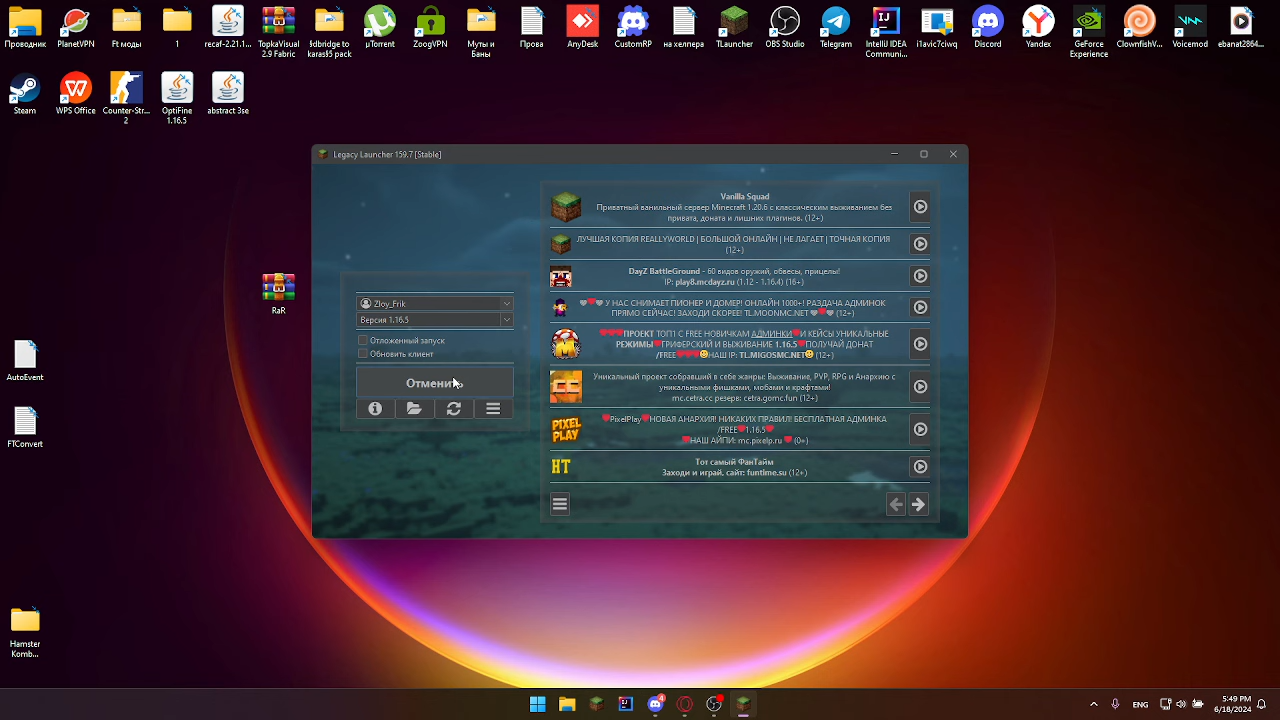 Проводник
PlanetVPN
Ft моды
1
recaf-2.21.1...
TopkaVisual
2.9 Fabric
9dbridge to
karas$5 pack
µTorrent
ZoogVPN
Муты и
Баны
Прова
AnyDesk
CustomRP
на хелпера
TLauncher
OBS Studio
Telegram
IntelliJ IDEA
Communi...
i1avic7ciwq
Discord
Yandex
GeForce
Experience
ClownfishV...
Voicemod
ebanat2864...
Steam
WPS Office
Counter-Str...
2
OptiFine
1.16.5
abstract 3se
RaR
AutoEvent
FTConvert
Hamster
Komb...
Legacy Launcher 159.7 [Stable]
Zloy_Frik
Версия 1.16.5
Отложенный запуск
Обновить клиент
Отменить
Vanilla Squad
Приватный ванильный сервер Minecraft 1.20.6 с классическим выживанием без
привата, доната и лишних плагинов. (12+)
ЛУЧШАЯ КОПИЯ REALLYWORLD | БОЛЬШОЙ ОНЛАЙН | НЕ ЛАГАЕТ | ТОЧНАЯ КОПИЯ
(12+)
DayZ BattleGround - 60 видов оружий, обвесы, прицелы!
IP: play8.mcdayz.ru (1.12 - 1.16.4) (16+)
🤍❤🤍 У НАС СНИМАЕТ ПИОНЕР И ДОМЕР! ОНЛАЙН 1000+! РАЗДАЧА АДМИНОК
ПРЯМО СЕЙЧАС! ЗАХОДИ СКОРЕЕ! TL.MOONMC.NET 🤍❤🤍 (12+)
❤❤❤ПРОЕКТ ТОП1 С FREE НОВИЧКАМ АДМИНКИ❤И КЕЙСЫ УНИКАЛЬНЫЕ
РЕЖИМЫ❤ГРИФЕРСКИЙ И ВЫЖИВАНИЕ 1.16.5❤ПОЛУЧАЙ ДОНАТ
/FREE❤❤❤😊НАШ IP: TL.MIGOSMC.NET😊 (12+)
Уникальный проект собравший в себе жанры: Выживание, PVP, RPG и Анархию с
уникальными фишками, мобами и крафтами!
mc.cetra.cc резерв: cetra.gomc.fun (12+)
PIXEL
PLAY
❤PixelPlay❤НОВАЯ АНАРХИЯ! НИКАКИХ ПРАВИЛ! БЕСПЛАТНАЯ АДМИНКА
/FREE❤1.16.5❤
❤НАШ АЙПИ: mc.pixelp.ru ❤ (0+)
HT
Тот самый ФанТайм
Заходи и играй, сайт: funtime.su (12+)
4
ENG
5:49 PM
6/18/2024